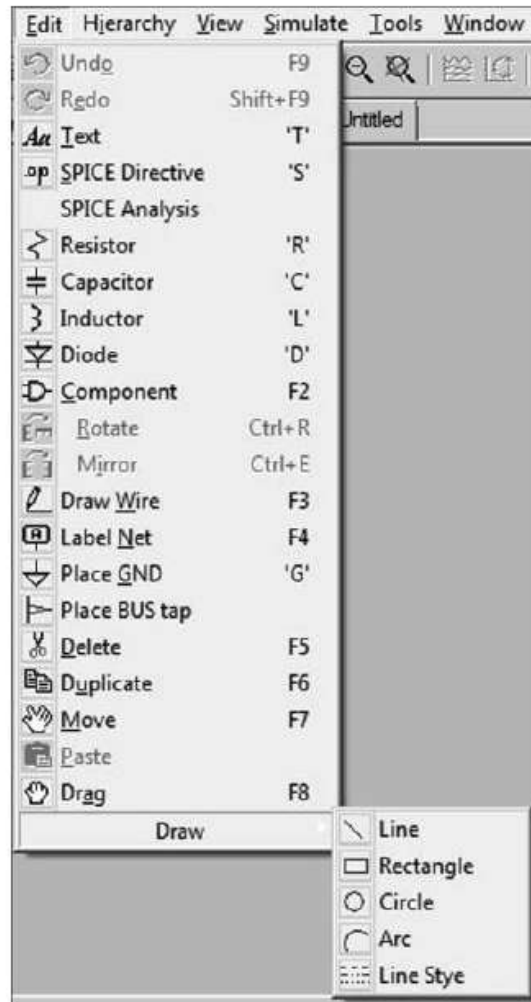 Edit Hierarchy View Simulate Tools Window
Undo F9
Redo Shift+F9
Untitled
Aa Text 'T'
.op SPICE Directive 'S'
SPICE Analysis
Resistor 'R'
Capacitor 'C'
Inductor 'L'
Diode 'D'
Component F2
Rotate Ctrl+R
Mirror Ctrl+E
Draw Wire F3
A Label Net F4
Place GND 'G'
Place BUS tap
Delete F5
Duplicate F6
Move F7
Paste
Drag F8
Draw
Line
Rectangle
Circle
Arc
Line Stye